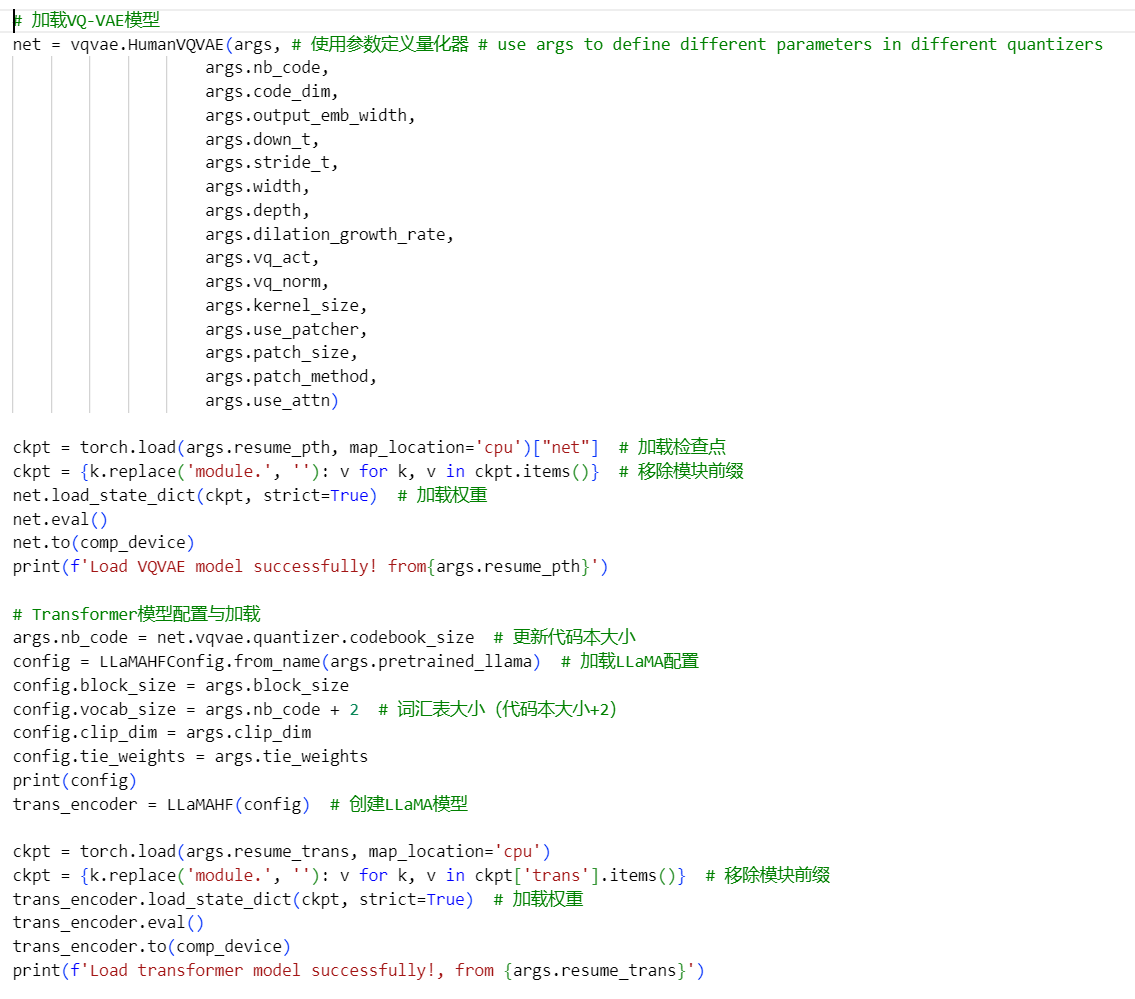 # 加载VQ-VAE模型
net = vqvae.HumanVQVAE(args, # 使用参数定义量化器 # use args to define different parameters in different quantizers
args.nb_code,
args.code_dim,
args.output_emb_width,
args.down_t,
args.stride_t,
args.width,
args.depth,
args.dilation_growth_rate,
args.vq_act,
args.vq_norm,
args.kernel_size,
args.use_patcher,
args.patch_size,
args.patch_method,
args.use_attn)
ckpt = torch.load(args.resume_pth, map_location='cpu')["net"]  # 加载检查点
ckpt = {k.replace('module.', ''): v for k, v in ckpt.items()}  # 移除模块前缀
net.load_state_dict(ckpt, strict=True)  # 加载权重
net.eval()
net.to(comp_device)
print(f'Load VQVAE model successfully! from{args.resume_pth}')
# Transformer模型配置与加载
args.nb_code = net.vqvae.quantizer.codebook_size  # 更新代码本大小
config = LLaMAHFConfig.from_name(args.pretrained_llama)  # 加载LLaMA配置
config.block_size = args.block_size
config.vocab_size = args.nb_code + 2  # 词汇表大小（代码本大小+2）
config.clip_dim = args.clip_dim
config.tie_weights = args.tie_weights
print(config)
trans_encoder = LLaMAHF(config)  # 创建LLaMA模型
ckpt = torch.load(args.resume_trans, map_location='cpu')
ckpt = {k.replace('module.', ''): v for k, v in ckpt['trans'].items()}  # 移除模块前缀
trans_encoder.load_state_dict(ckpt, strict=True)  # 加载权重
trans_encoder.eval()
trans_encoder.to(comp_device)
print(f'Load transformer model successfully!, from {args.resume_trans}')